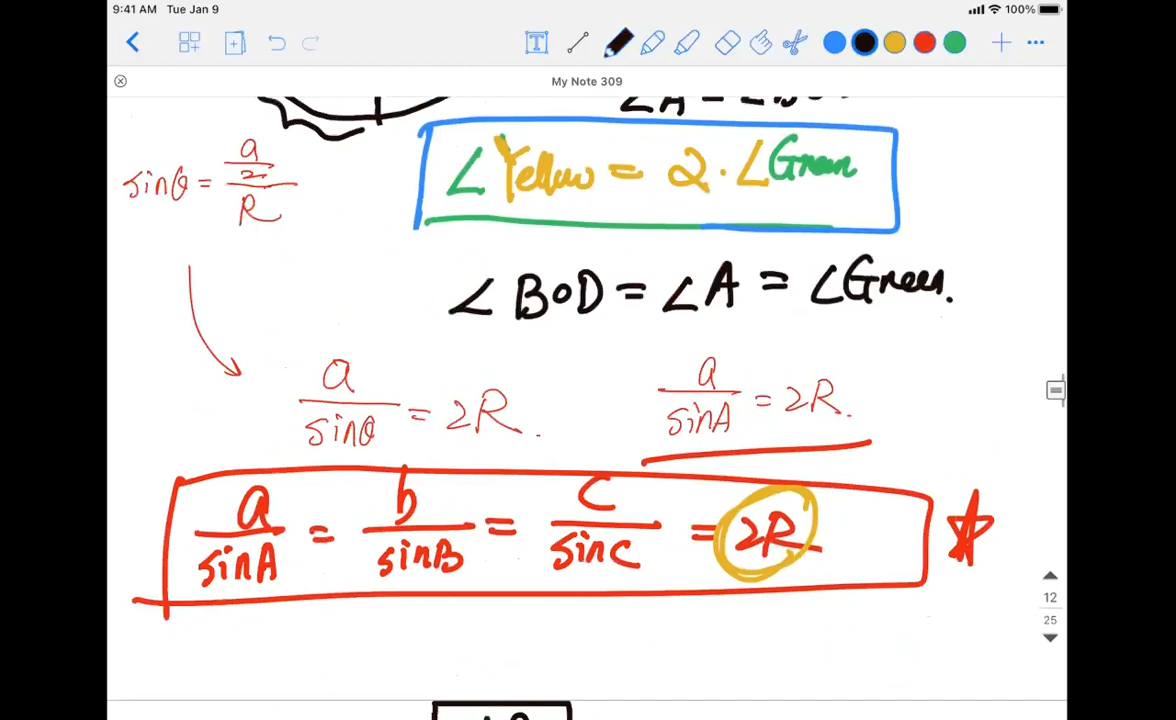 9:41 AM Tue Jan 9
100%
My Note 309
∠A = ∠BOD
∠Yellow = 2 · ∠Green
sinθ = (a/2)/R
∠BOD = ∠A = ∠Green.
a/sinθ = 2R.
a/sinA = 2R.
a/sinA = b/sinB = c/sinC = 2R
12
25